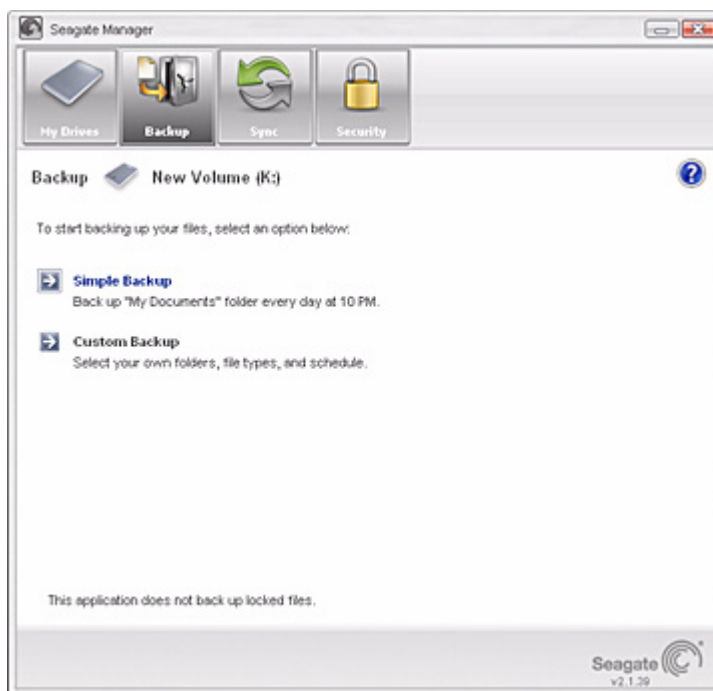 Seagate Manager
My Drives Backup Sync Security
Backup New Volume (K:)
To start backing up your files, select an option below:
Simple Backup
Back up "My Documents" folder every day at 10 PM.
Custom Backup
Select your own folders, file types, and schedule.
This application does not back up locked files.
Seagate
v2.1.39